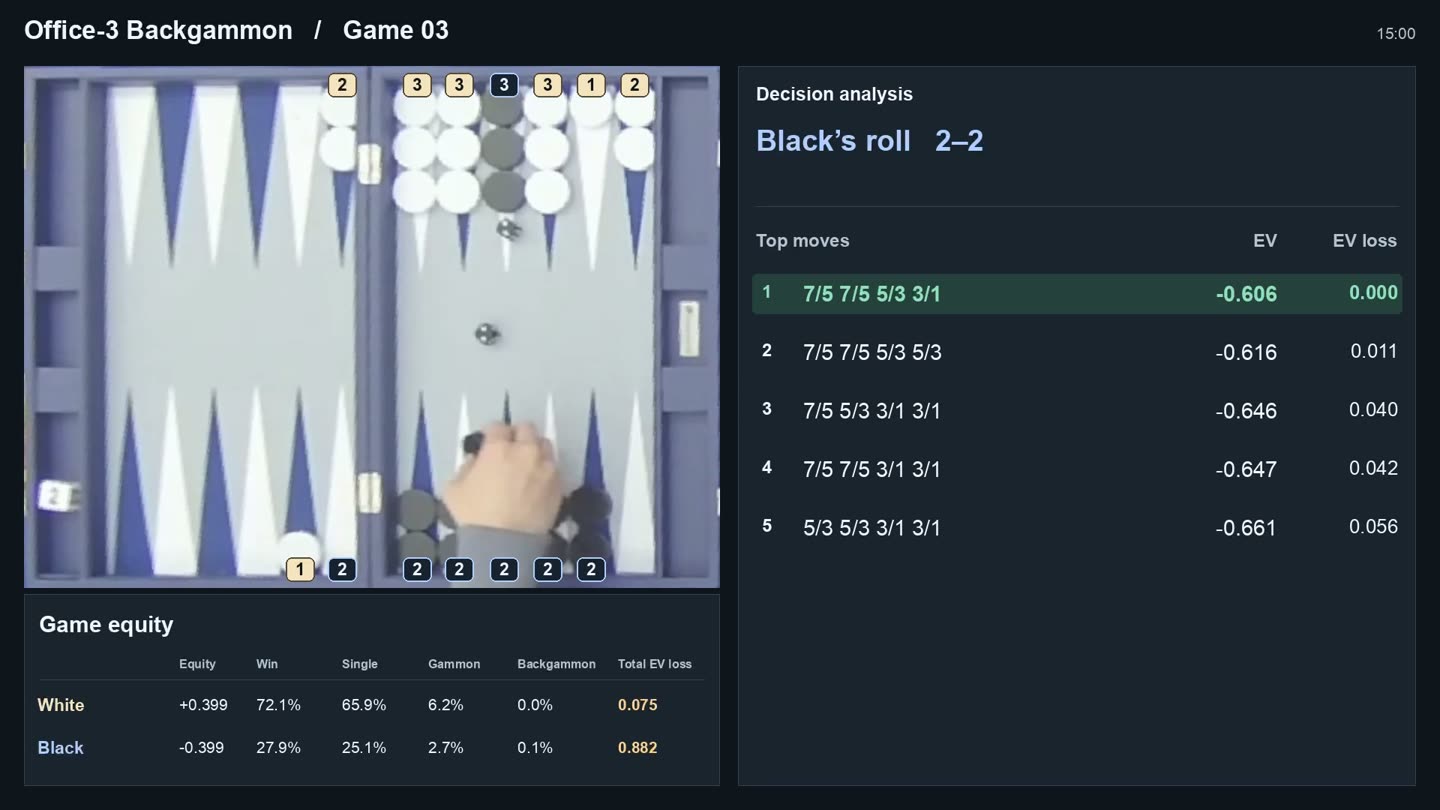 Office-3 Backgammon / Game 03
15:00
2 3 3 3 3 1 2
2
1 2 2 2 2 2 2
Decision analysis
Black’s roll 2–2
Top moves EV EV loss
1 7/5 7/5 5/3 3/1 -0.606 0.000
2 7/5 7/5 5/3 5/3 -0.616 0.011
3 7/5 5/3 3/1 3/1 -0.646 0.040
4 7/5 7/5 3/1 3/1 -0.647 0.042
5 5/3 5/3 3/1 3/1 -0.661 0.056
Game equity
Equity Win Single Gammon Backgammon Total EV loss
White +0.399 72.1% 65.9% 6.2% 0.0% 0.075
Black -0.399 27.9% 25.1% 2.7% 0.1% 0.882